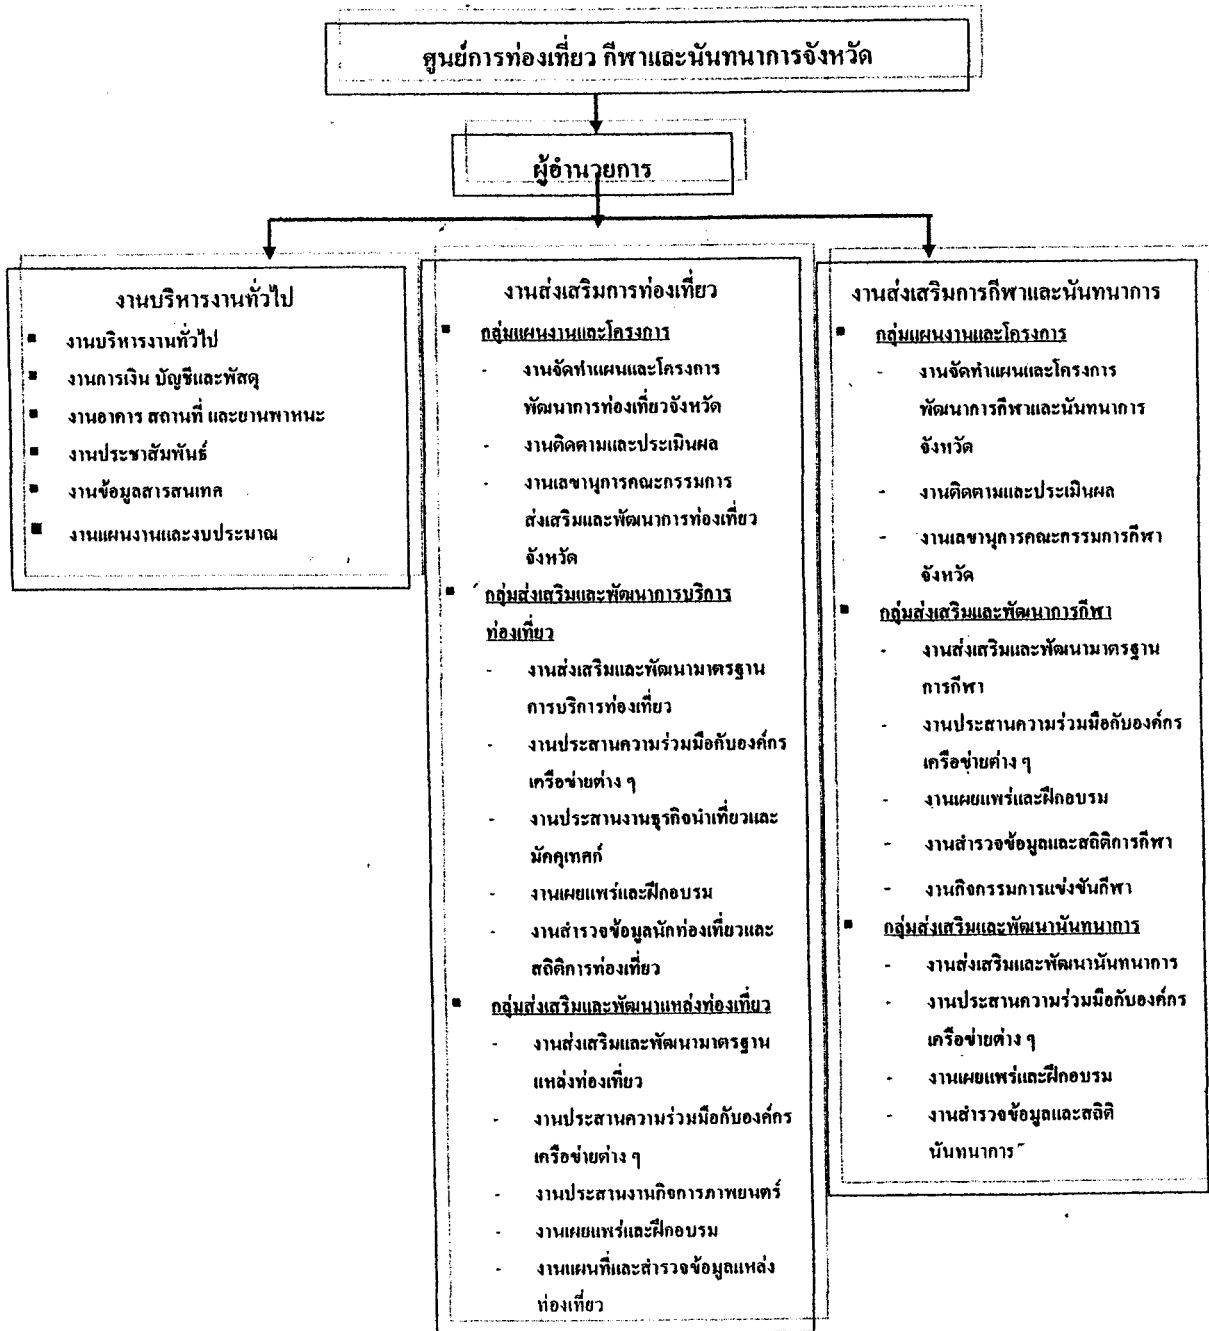 ศูนย์การท่องเที่ยว กีฬาและนันทนาการจังหวัด
ผู้อำนวยการ
งานบริหารงานทั่วไป
▪ งานบริหารงานทั่วไป
▪ งานการเงิน บัญชีและพัสดุ
▪ งานอาคาร สถานที่ และยานพาหนะ
▪ งานประชาสัมพันธ์
▪ งานข้อมูลสารสนเทศ
▪ งานแผนงานและงบประมาณ
งานส่งเสริมการท่องเที่ยว
▪ กลุ่มแผนงานและโครงการ
- งานจัดทำแผนและโครงการ
พัฒนาการท่องเที่ยวจังหวัด
- งานติดตามและประเมินผล
- งานเลขานุการคณะกรรมการ
ส่งเสริมและพัฒนาการท่องเที่ยว
จังหวัด
▪ กลุ่มส่งเสริมและพัฒนาการบริการ
ท่องเที่ยว
- งานส่งเสริมและพัฒนามาตรฐาน
การบริการท่องเที่ยว
- งานประสานความร่วมมือกับองค์กร
เครือข่ายต่าง ๆ
- งานประสานงานธุรกิจนำเที่ยวและ
มัคคุเทศก์
- งานเผยแพร่และฝึกอบรม
- งานสำรวจข้อมูลนักท่องเที่ยวและ
สถิติการท่องเที่ยว
▪ กลุ่มส่งเสริมและพัฒนาแหล่งท่องเที่ยว
- งานส่งเสริมและพัฒนามาตรฐาน
แหล่งท่องเที่ยว
- งานประสานความร่วมมือกับองค์กร
เครือข่ายต่าง ๆ
- งานประสานงานกิจการภาพยนตร์
- งานเผยแพร่และฝึกอบรม
- งานแผนที่และสำรวจข้อมูลแหล่ง
ท่องเที่ยว
งานส่งเสริมการกีฬาและนันทนาการ
▪ กลุ่มแผนงานและโครงการ
- งานจัดทำแผนและโครงการ
พัฒนาการกีฬาและนันทนาการ
จังหวัด
- งานติดตามและประเมินผล
- งานเลขานุการคณะกรรมการกีฬา
จังหวัด
▪ กลุ่มส่งเสริมและพัฒนาการกีฬา
- งานส่งเสริมและพัฒนามาตรฐาน
การกีฬา
- งานประสานความร่วมมือกับองค์กร
เครือข่ายต่าง ๆ
- งานเผยแพร่และฝึกอบรม
- งานสำรวจข้อมูลและสถิติการกีฬา
- งานกิจกรรมการแข่งขันกีฬา
▪ กลุ่มส่งเสริมและพัฒนานันทนาการ
- งานส่งเสริมและพัฒนานันทนาการ
- งานประสานความร่วมมือกับองค์กร
เครือข่ายต่าง ๆ
- งานเผยแพร่และฝึกอบรม
- งานสำรวจข้อมูลและสถิติ
นันทนาการ